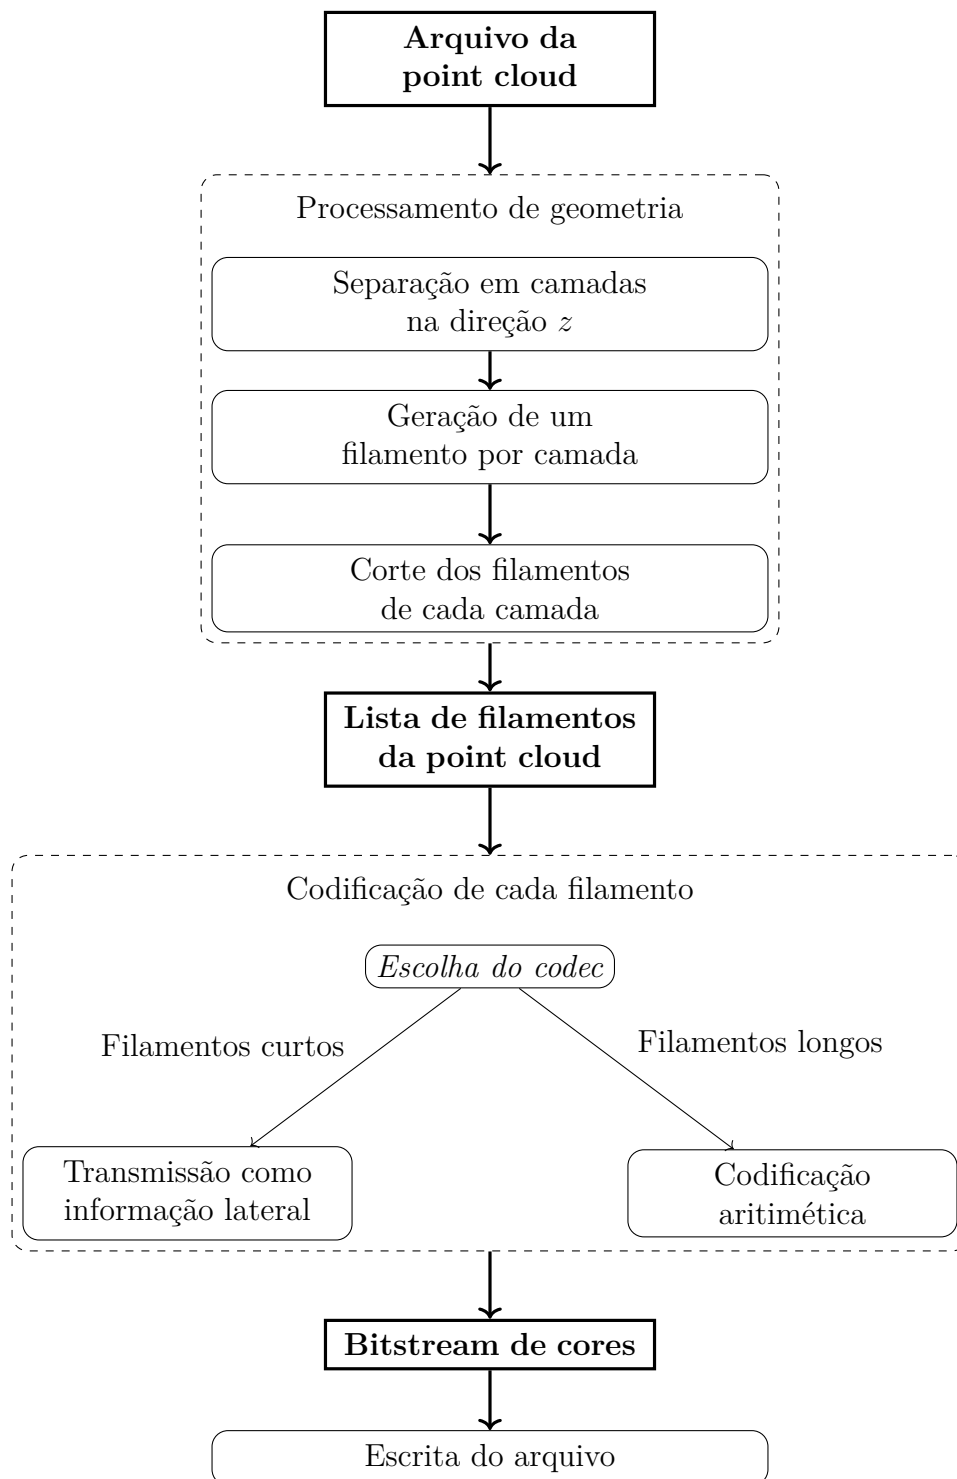 Arquivo da
point cloud
Processamento de geometria
Separação em camadas
na direção z
Geração de um
filamento por camada
Corte dos filamentos
de cada camada
Lista de filamentos
da point cloud
Codificação de cada filamento
Escolha do codec
Filamentos curtos
Filamentos longos
Transmissão como
informação lateral
Codificação
aritimética
Bitstream de cores
Escrita do arquivo